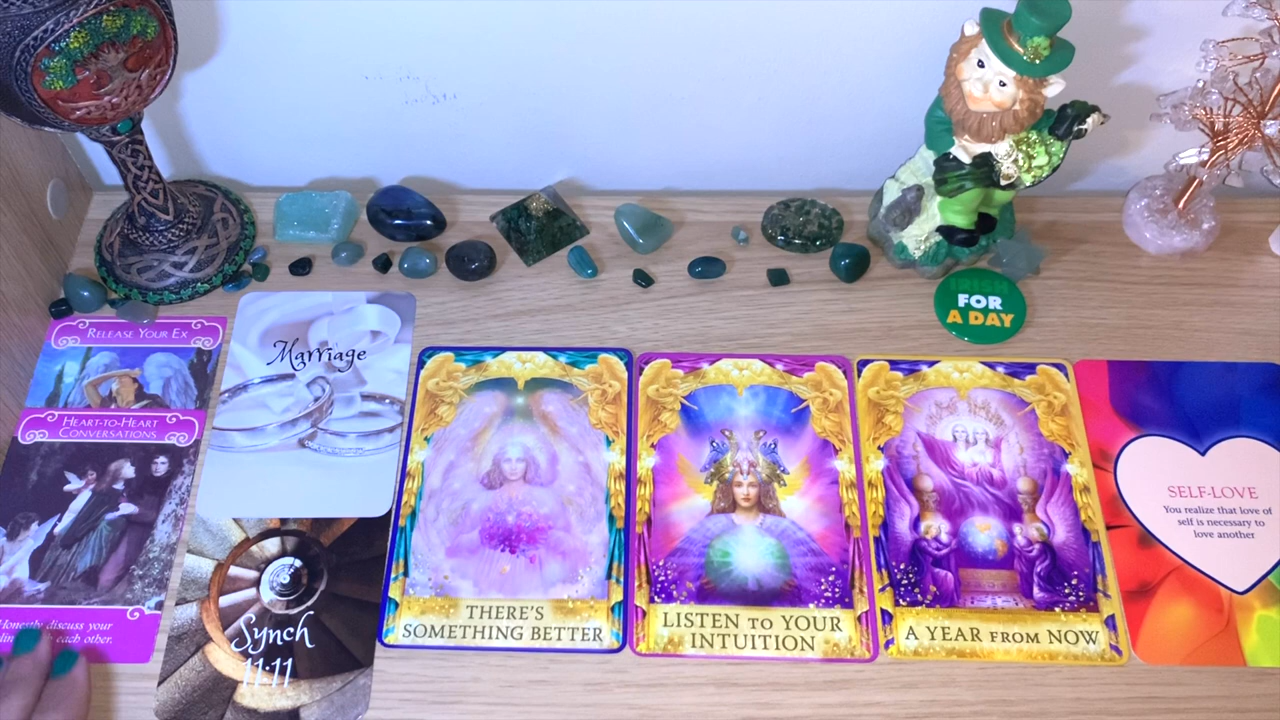 RELEASE YOUR EX
HEART-TO-HEART
CONVERSATIONS
Honestly discuss your
each other.
Marriage
Synch
11:11
THERE'S
SOMETHING BETTER
LISTEN TO YOUR
INTUITION
A YEAR FROM NOW
IRISH
FOR
A DAY
SELF-LOVE
You realize that love of
self is necessary to
love another